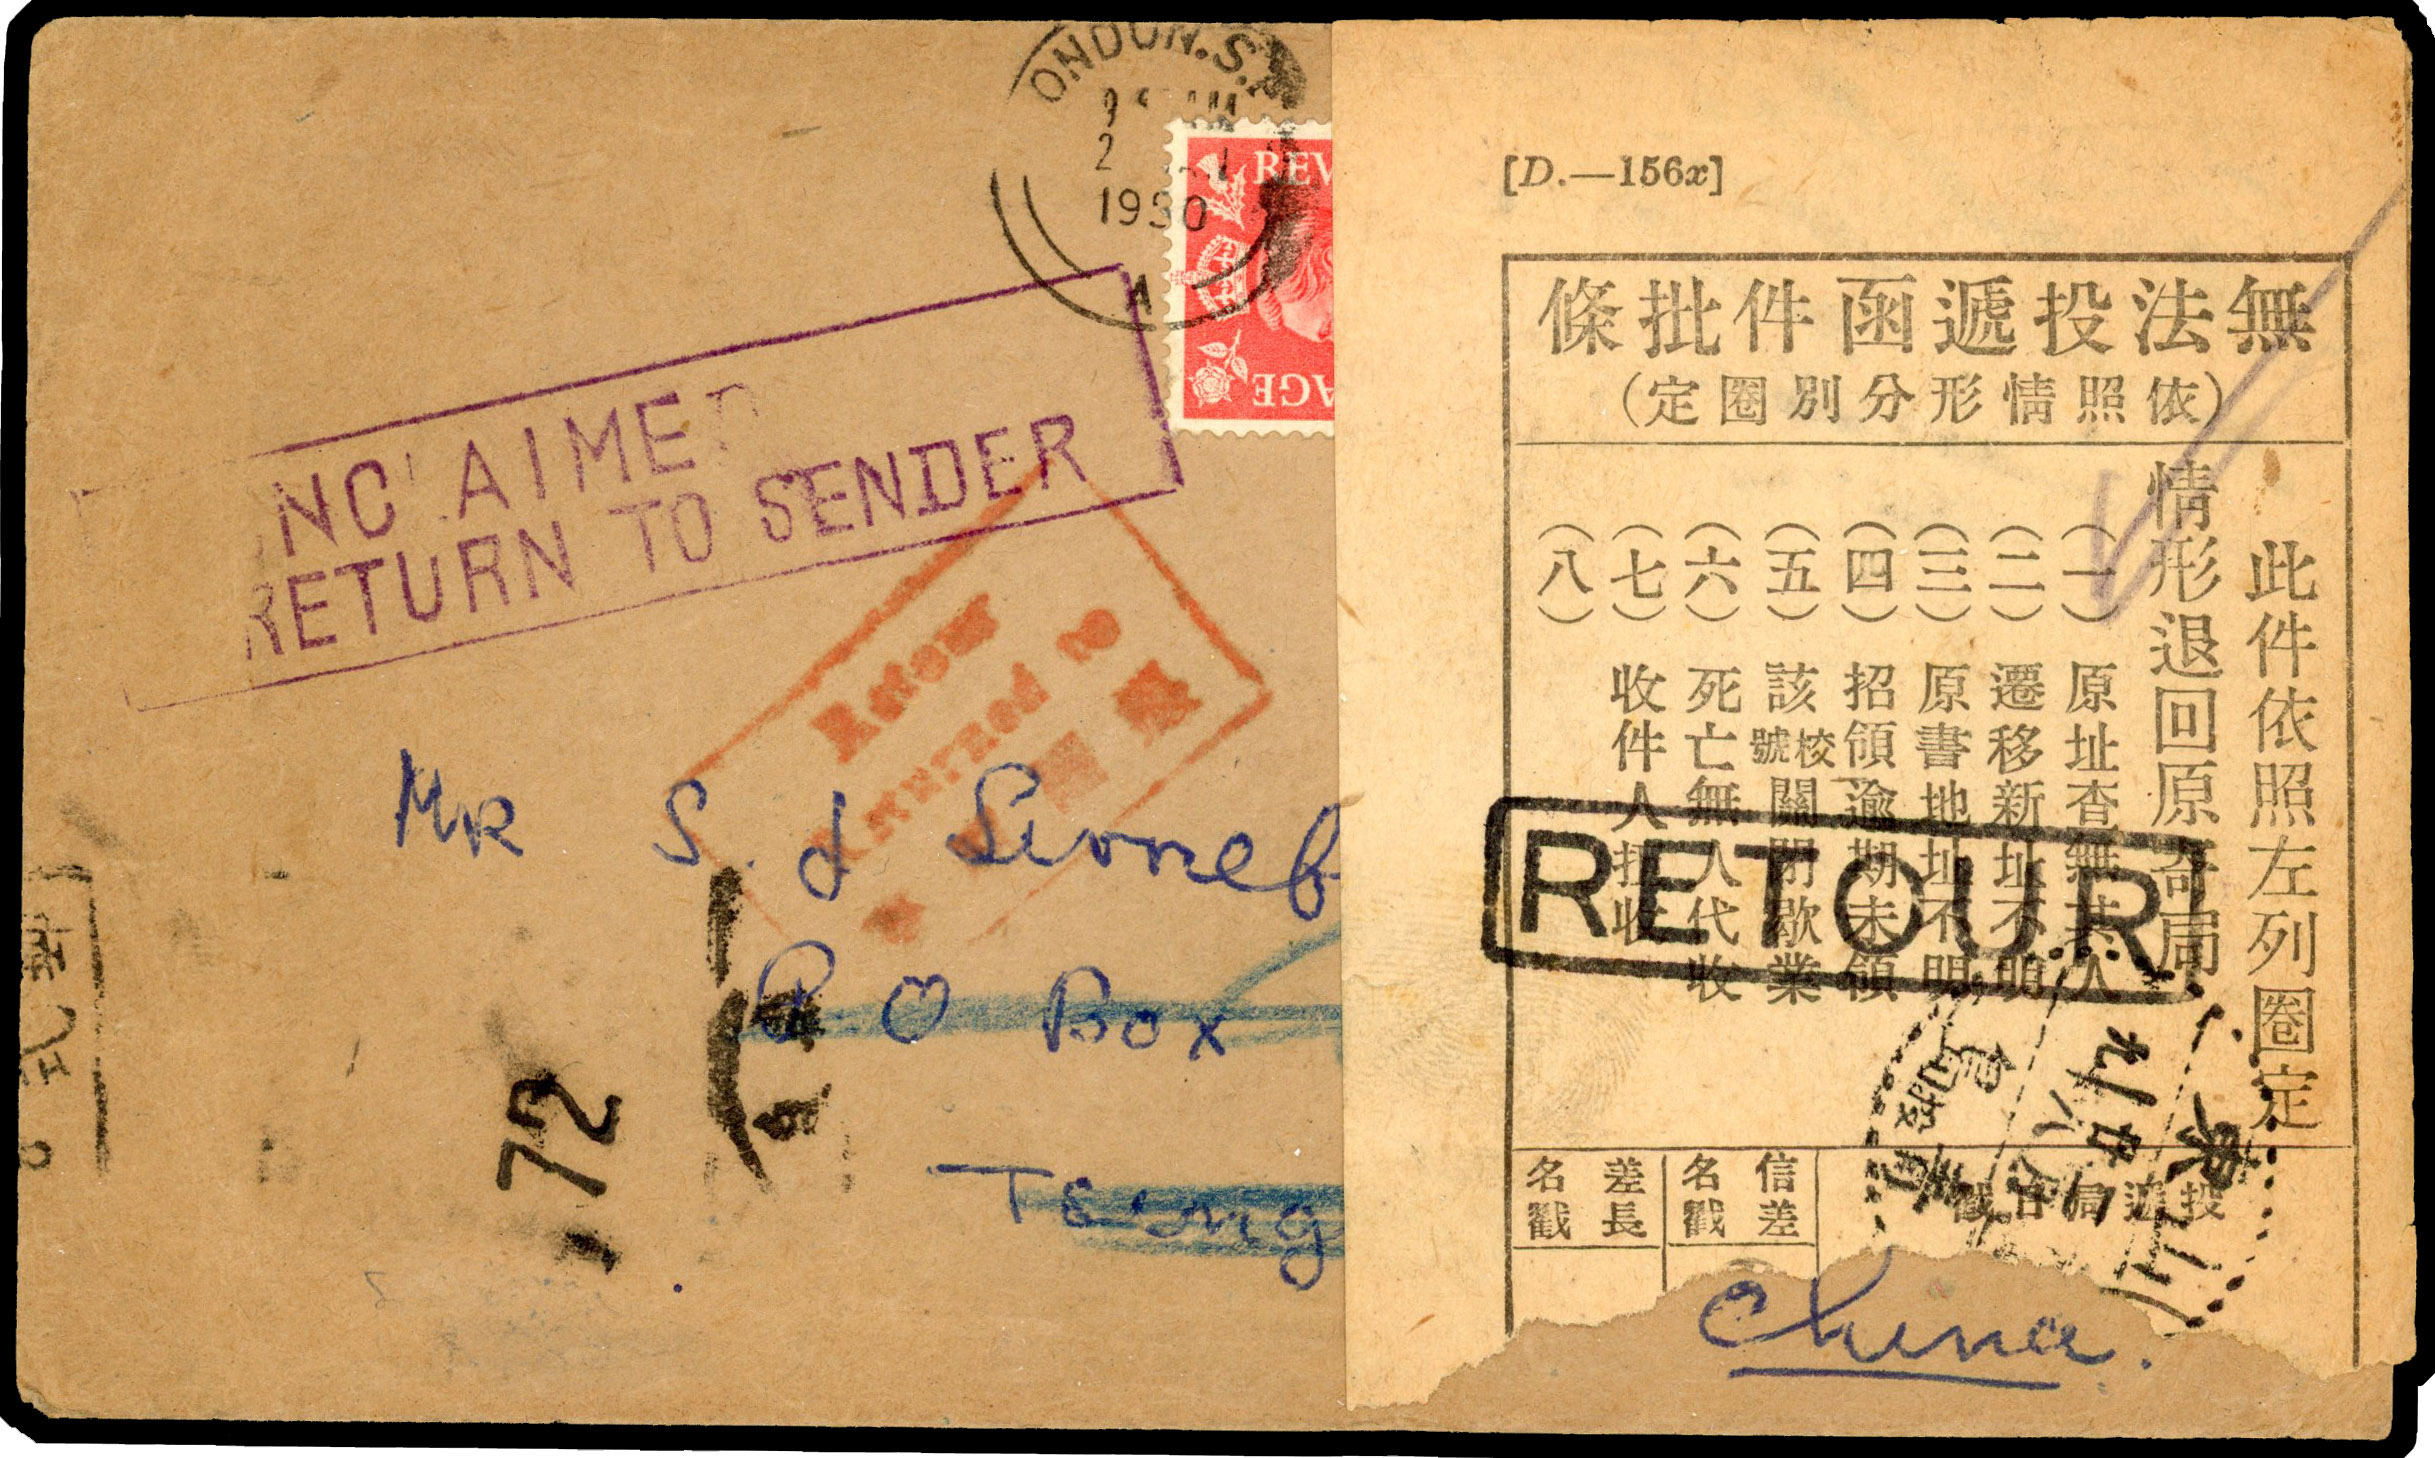 ONDON.S.
1950
A
REV
AGE
NCLAIMED
RETURN TO SENDER
Retour
to
MR S. J
P O Box
72
[D.—156x]
無法投遞函件批條
(依照情形分別圈定)
此件依照左列圈定
情形退回原寄局
(一)原址查無其人
(二)遷移新址不明
(三)原書地址不明
(四)招領逾期未領
(五)該校號關閉歇業
(六)死亡無人代收
(七)收件人拒收
(八)
RETOUR
投遞局日戳
信差名戳
差長名戳
China.